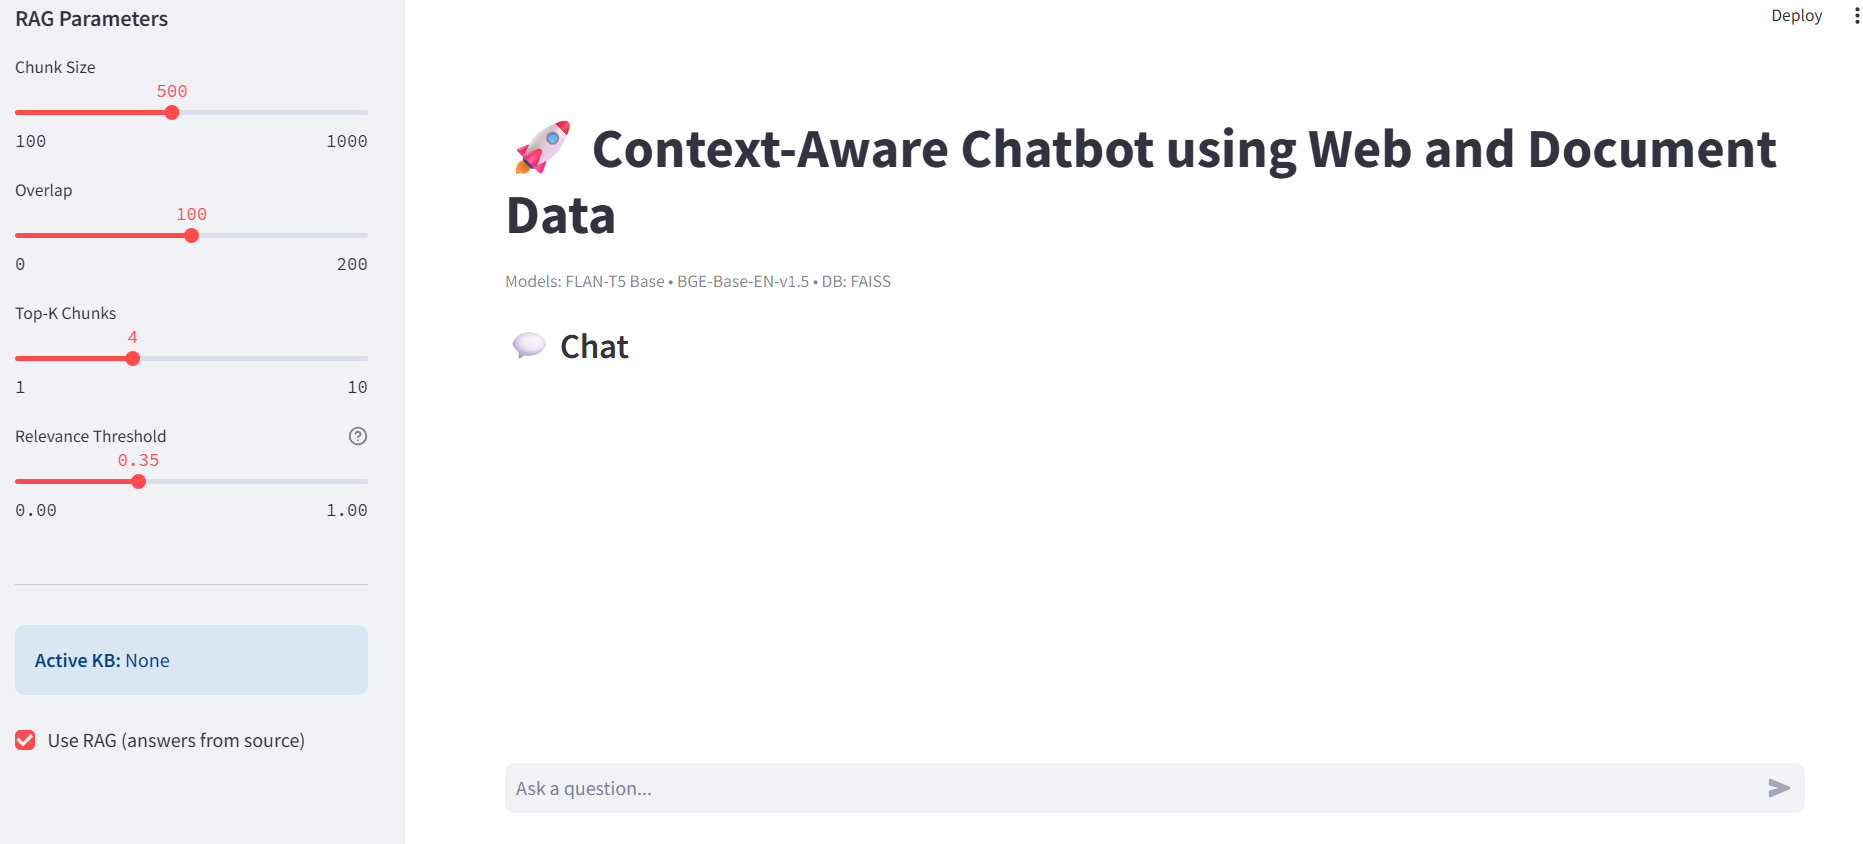 RAG Parameters
Chunk Size
500
100 1000
Overlap
100
0 200
Top-K Chunks
4
1 10
Relevance Threshold
0.35
0.00 1.00
Active KB: None
Use RAG (answers from source)
Deploy
Context-Aware Chatbot using Web and Document
Data
Models: FLAN-T5 Base • BGE-Base-EN-v1.5 • DB: FAISS
Chat
Ask a question...